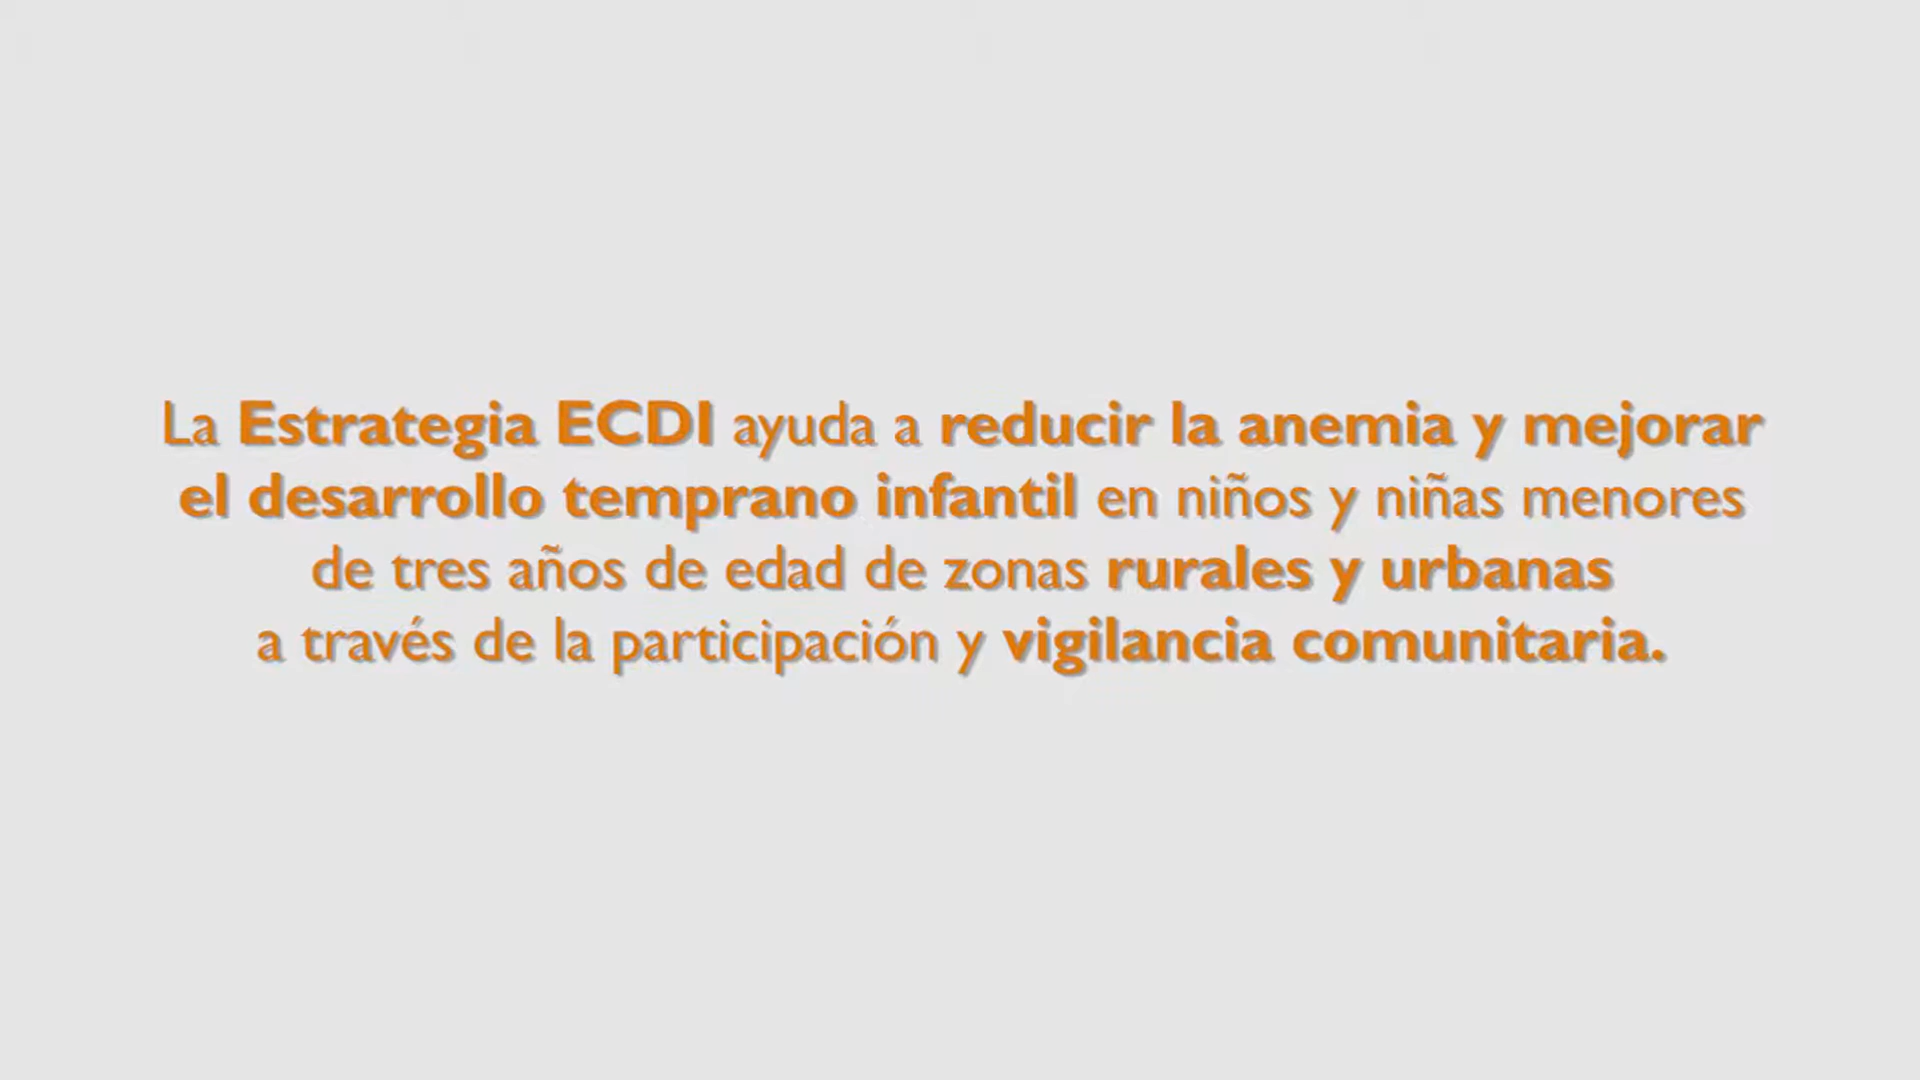 La Estrategia ECDI ayuda a reducir la anemia y mejorar
el desarrollo temprano infantil en niños y niñas menores
de tres años de edad de zonas rurales y urbanas
a través de la participación y vigilancia comunitaria.